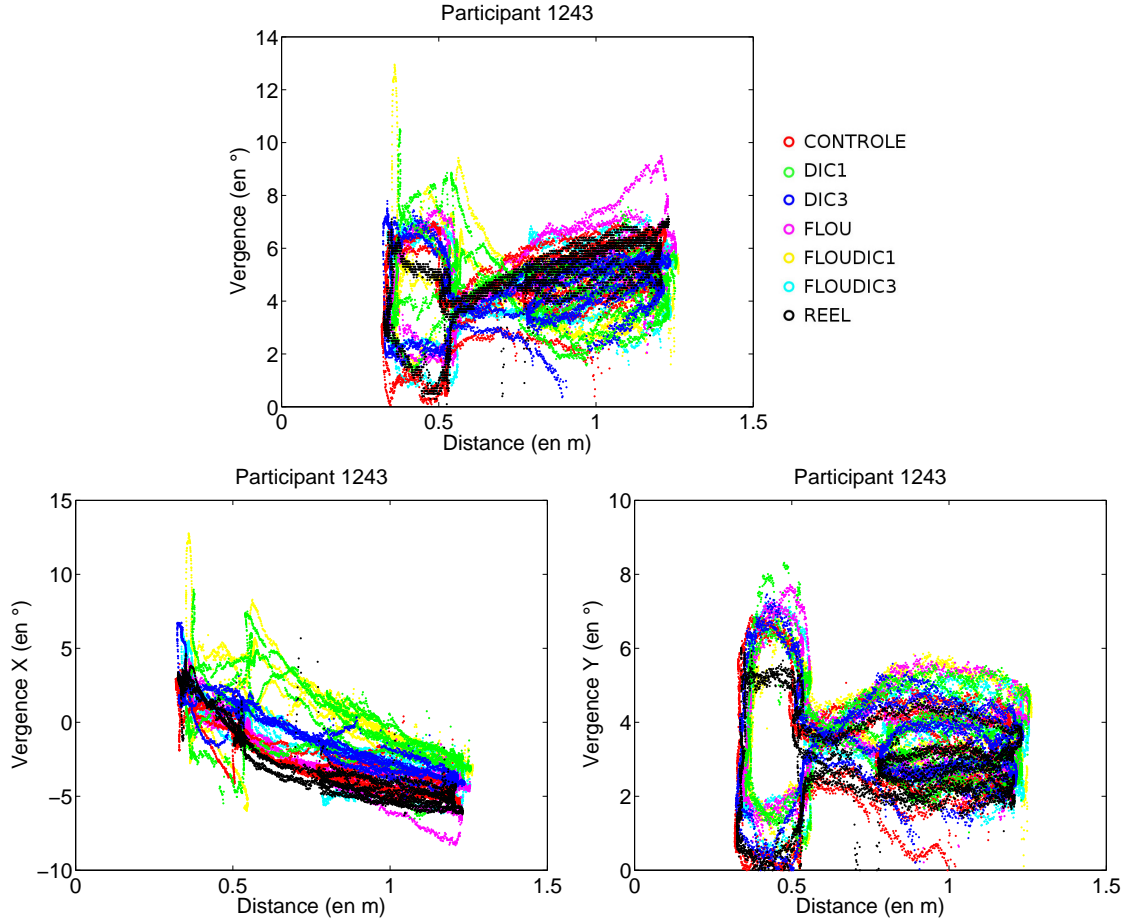 Participant 1243
14
12
10
8
6
4
2
0
Vergence (en °)
0 0.5 1 1.5
Distance (en m)
CONTROLE
DIC1
DIC3
FLOU
FLOUDIC1
FLOUDIC3
REEL
Participant 1243
15
10
5
0
−5
−10
Vergence X (en °)
0 0.5 1 1.5
Distance (en m)
Participant 1243
10
8
6
4
2
0
Vergence Y (en °)
0 0.5 1 1.5
Distance (en m)